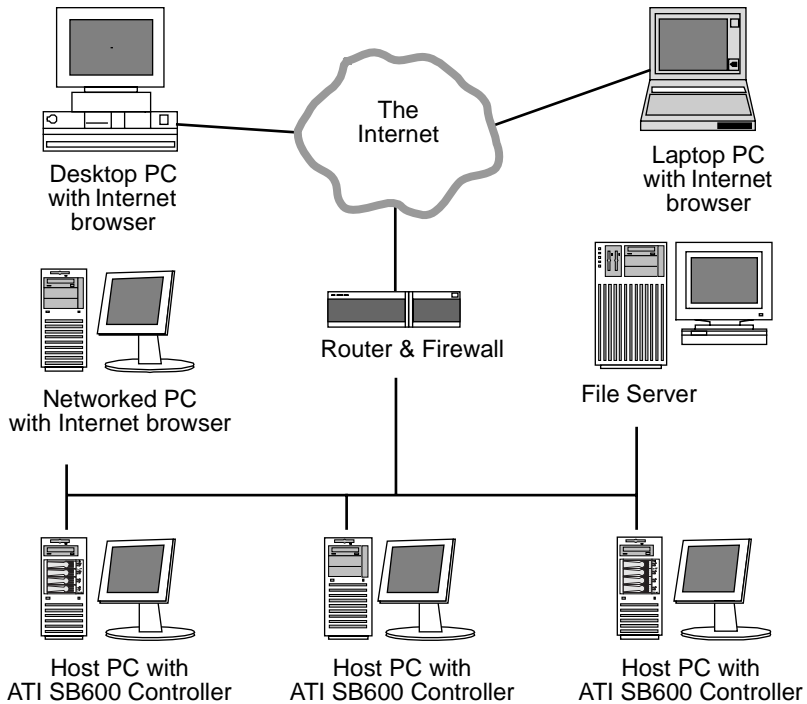 The
Internet
Desktop PC
with Internet
browser
Laptop PC
with Internet
browser
Router & Firewall
Networked PC
with Internet browser
File Server
Host PC with
ATI SB600 Controller
Host PC with
ATI SB600 Controller
Host PC with
ATI SB600 Controller